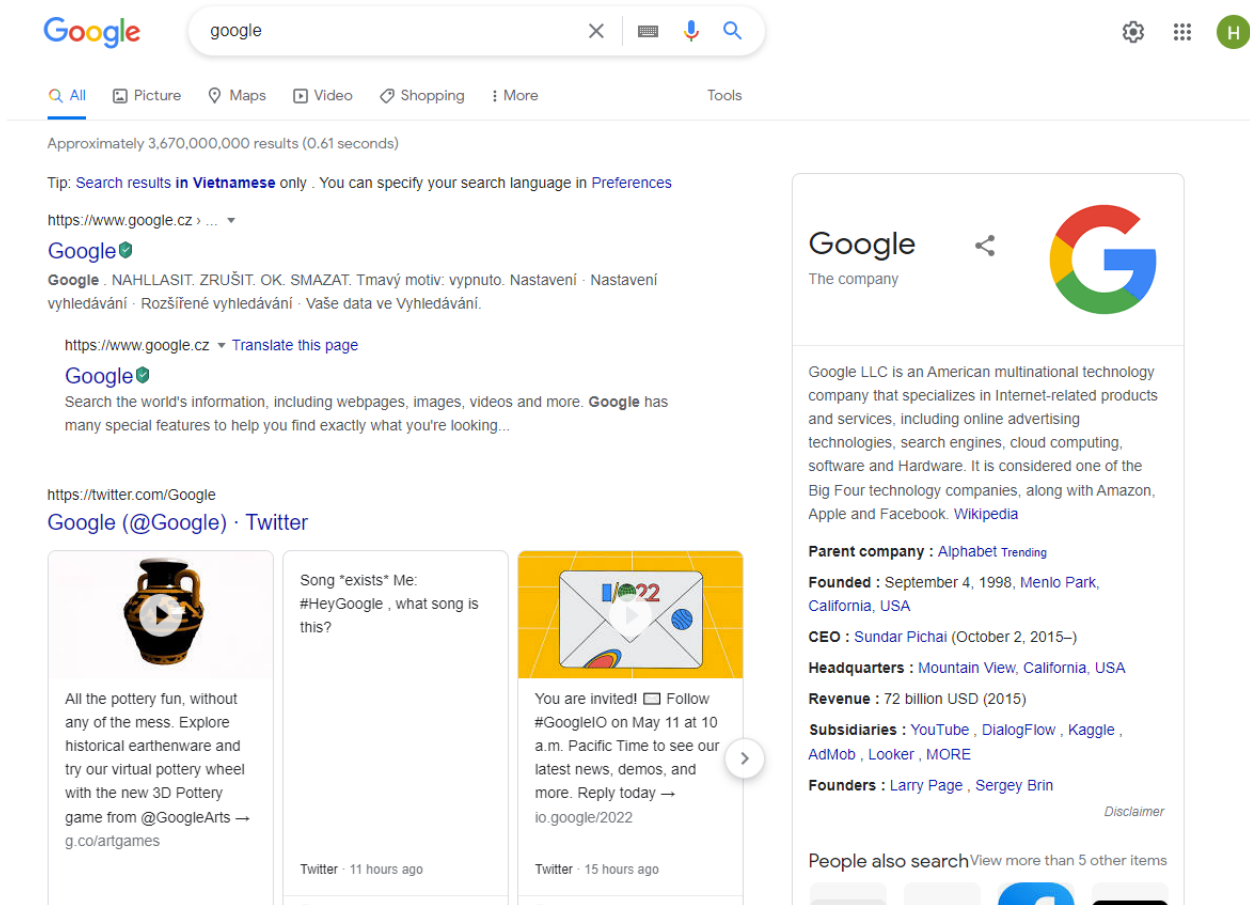 Google
google
H
All Picture Maps Video Shopping More Tools
Approximately 3,670,000,000 results (0.61 seconds)
Tip: Search results in Vietnamese only . You can specify your search language in Preferences
https://www.google.cz › ...
Google
Google . NAHLLASIT. ZRUŠIT. OK. SMAZAT. Tmavý motiv: vypnuto. Nastavení · Nastavení
vyhledávání · Rozšířené vyhledávání · Vaše data ve Vyhledávání.
https://www.google.cz Translate this page
Google
Search the world's information, including webpages, images, videos and more. Google has
many special features to help you find exactly what you're looking...
https://twitter.com/Google
Google (@Google) · Twitter
All the pottery fun, without
any of the mess. Explore
historical earthenware and
try our virtual pottery wheel
with the new 3D Pottery
game from @GoogleArts →
g.co/artgames
Song *exists* Me:
#HeyGoogle , what song is
this?
Twitter · 11 hours ago
I/O22
You are invited! Follow
#GoogleIO on May 11 at 10
a.m. Pacific Time to see our
latest news, demos, and
more. Reply today →
io.google/2022
Twitter · 15 hours ago
Google
The company
G
Google LLC is an American multinational technology
company that specializes in Internet-related products
and services, including online advertising
technologies, search engines, cloud computing,
software and Hardware. It is considered one of the
Big Four technology companies, along with Amazon,
Apple and Facebook. Wikipedia
Parent company : Alphabet Trending
Founded : September 4, 1998, Menlo Park,
California, USA
CEO : Sundar Pichai (October 2, 2015–)
Headquarters : Mountain View, California, USA
Revenue : 72 billion USD (2015)
Subsidiaries : YouTube , DialogFlow , Kaggle ,
AdMob , Looker , MORE
Founders : Larry Page , Sergey Brin
Disclaimer
People also search View more than 5 other items